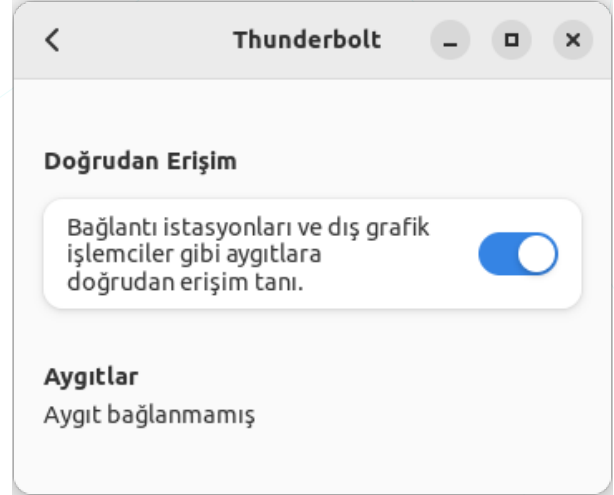 Thunderbolt
Doğrudan Erişim
Bağlantı istasyonları ve dış grafik
işlemciler gibi aygıtlara
doğrudan erişim tanı.
Aygıtlar
Aygıt bağlanmamış